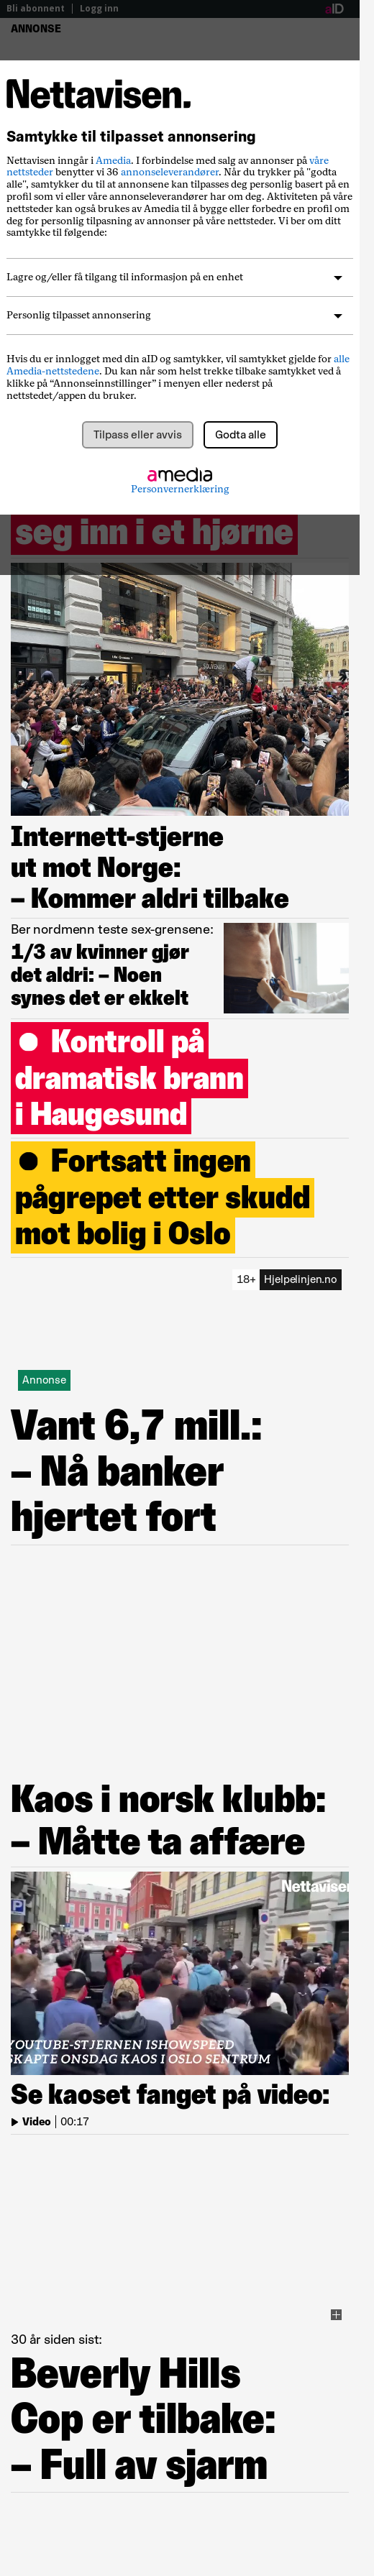 Bli abonnent | Logg inn
aID
ANNONSE
Nettavisen.
Samtykke til tilpasset annonsering
Nettavisen inngår i Amedia. I forbindelse med salg av annonser på våre
nettsteder benytter vi 36 annonseleverandører. Når du trykker på "godta
alle", samtykker du til at annonsene kan tilpasses deg personlig basert på en
profil som vi eller våre annonseleverandører har om deg. Aktiviteten på våre
nettsteder kan også brukes av Amedia til å bygge eller forbedre en profil om
deg for personlig tilpasning av annonser på våre nettsteder. Vi ber om ditt
samtykke til følgende:
Lagre og/eller få tilgang til informasjon på en enhet
Personlig tilpasset annonsering
Hvis du er innlogget med din aID og samtykker, vil samtykket gjelde for alle
Amedia-nettstedene. Du kan når som helst trekke tilbake samtykket ved å
klikke på “Annonseinnstillinger” i menyen eller nederst på
nettstedet/appen du bruker.
Tilpass eller avvis
Godta alle
amedia
Personvernerklæring
seg inn i et hjørne
Internett-stjerne
ut mot Norge:
– Kommer aldri tilbake
Ber nordmenn teste sex-grensene:
1/3 av kvinner gjør
det aldri: – Noen
synes det er ekkelt
Kontroll på
dramatisk brann
i Haugesund
Fortsatt ingen
pågrepet etter skudd
mot bolig i Oslo
18+ Hjelpelinjen.no
Annonse
Vant 6,7 mill.:
– Nå banker
hjertet fort
Kaos i norsk klubb:
– Måtte ta affære
Nettavisen
YOUTUBE-STJERNEN ISHOWSPEED
SKAPTE ONSDAG KAOS I OSLO SENTRUM
Se kaoset fanget på video:
Video | 00:17
30 år siden sist:
Beverly Hills
Cop er tilbake:
– Full av sjarm